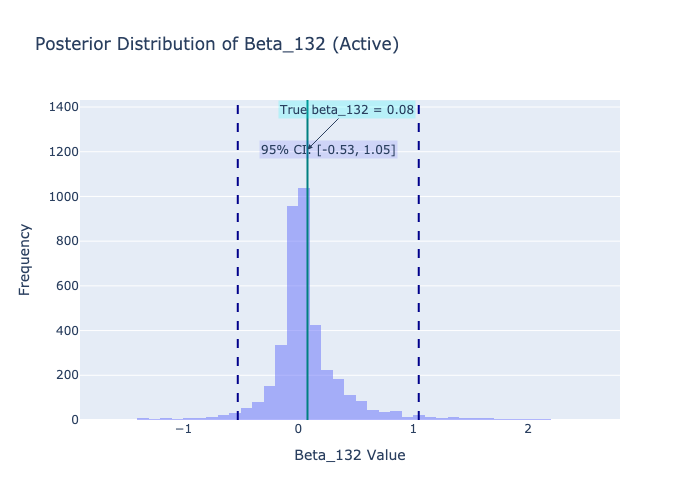 Posterior Distribution of Beta_132 (Active)
1400
1200
1000
800
600
400
200
0
True beta_132 = 0.08
95% CI: [-0.53, 1.05]
Frequency
−1
0
1
2
Beta_132 Value